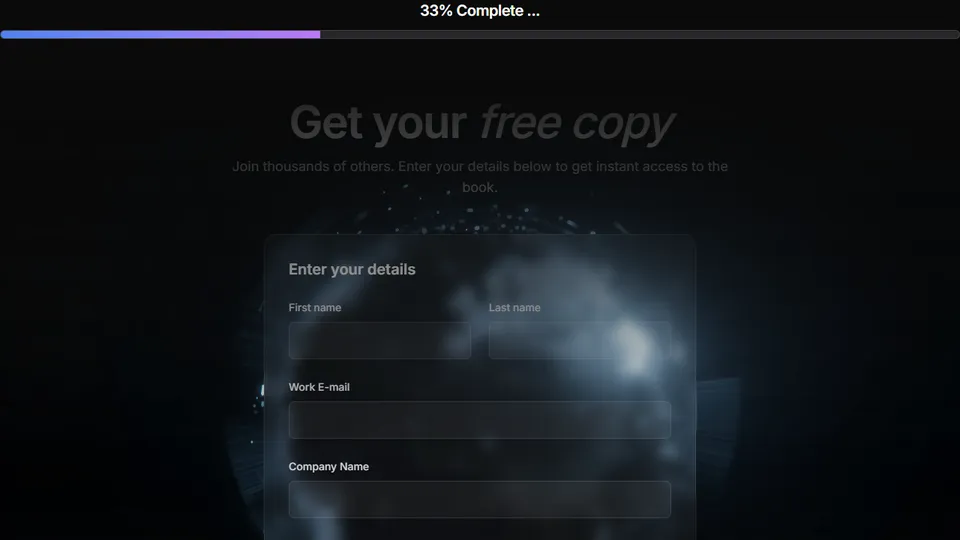 33% Complete ...
Get your free copy
Join thousands of others. Enter your details below to get instant access to the
book.
Enter your details
First name
Last name
Work E-mail
Company Name